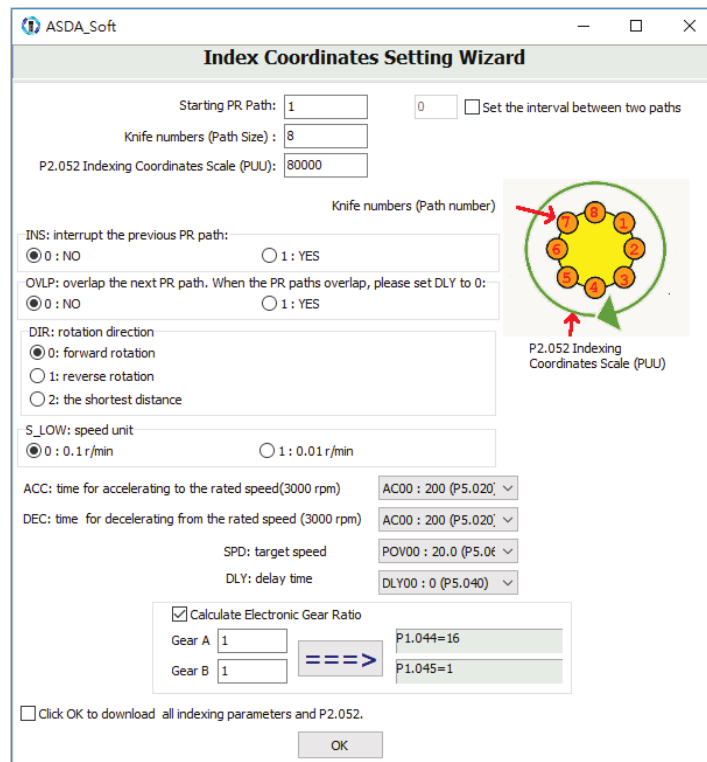 ASDA_Soft
Index Coordinates Setting Wizard
Starting PR Path: 1 0 Set the interval between two paths
Knife numbers (Path Size) : 8
P2.052 Indexing Coordinates Scale (PUU): 80000
Knife numbers (Path number)
8
7 1
6 2
5 3
4
P2.052 Indexing
Coordinates Scale (PUU)
INS: interrupt the previous PR path:
0 : NO 1 : YES
OVLP: overlap the next PR path. When the PR paths overlap, please set DLY to 0:
0 : NO 1 : YES
DIR: rotation direction
0: forward rotation
1: reverse rotation
2: the shortest distance
S_LOW: speed unit
0 : 0.1 r/min 1 : 0.01 r/min
ACC: time for accelerating to the rated speed(3000 rpm) AC00 : 200 (P5.020)
DEC: time for decelerating from the rated speed (3000 rpm) AC00 : 200 (P5.020)
SPD: target speed POV00 : 20.0 (P5.06
DLY: delay time DLY00 : 0 (P5.040)
Calculate Electronic Gear Ratio
Gear A 1 ===> P1.044=16
Gear B 1 P1.045=1
Click OK to download all indexing parameters and P2.052.
OK